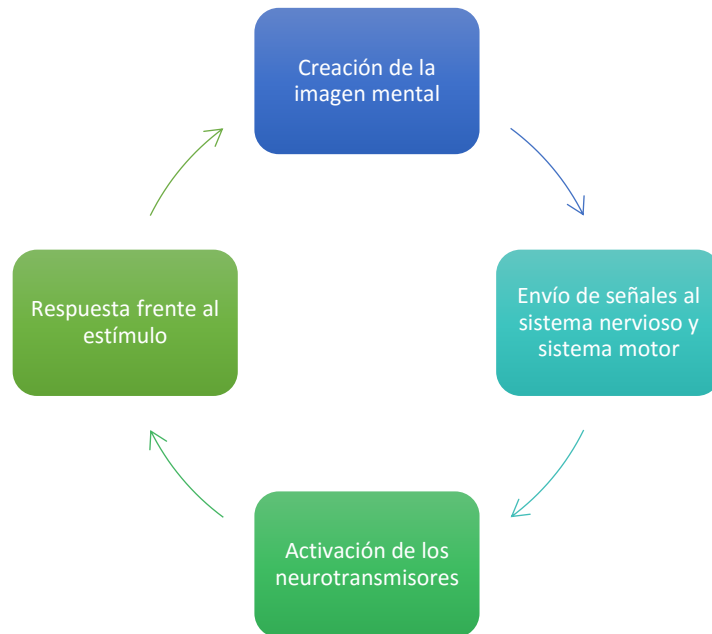 Creación de la
imagen mental
Envío de señales al
sistema nervioso y
sistema motor
Activación de los
neurotransmisores
Respuesta frente al
estímulo